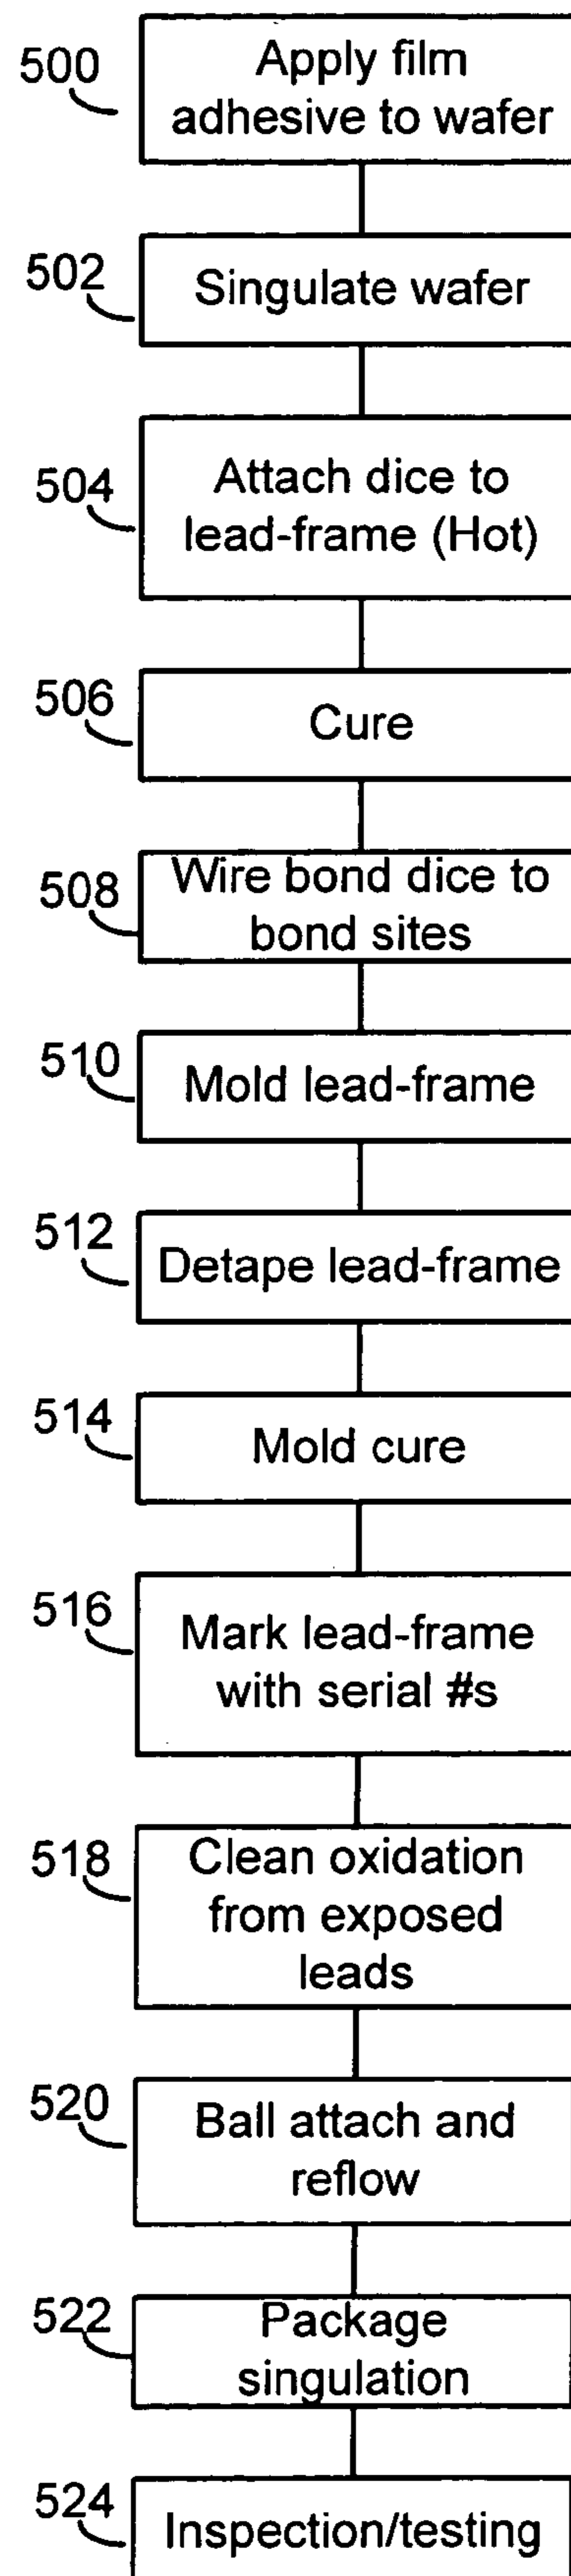 500
Apply film
adhesive to wafer
502
Singulate wafer
504
Attach dice to
lead-frame (Hot)
506
Cure
508
Wire bond dice to
bond sites
510
Mold lead-frame
512
Detape lead-frame
514
Mold cure
516
Mark lead-frame
with serial #s
518
Clean oxidation
from exposed
leads
520
Ball attach and
reflow
522
Package
singulation
524
Inspection/testing